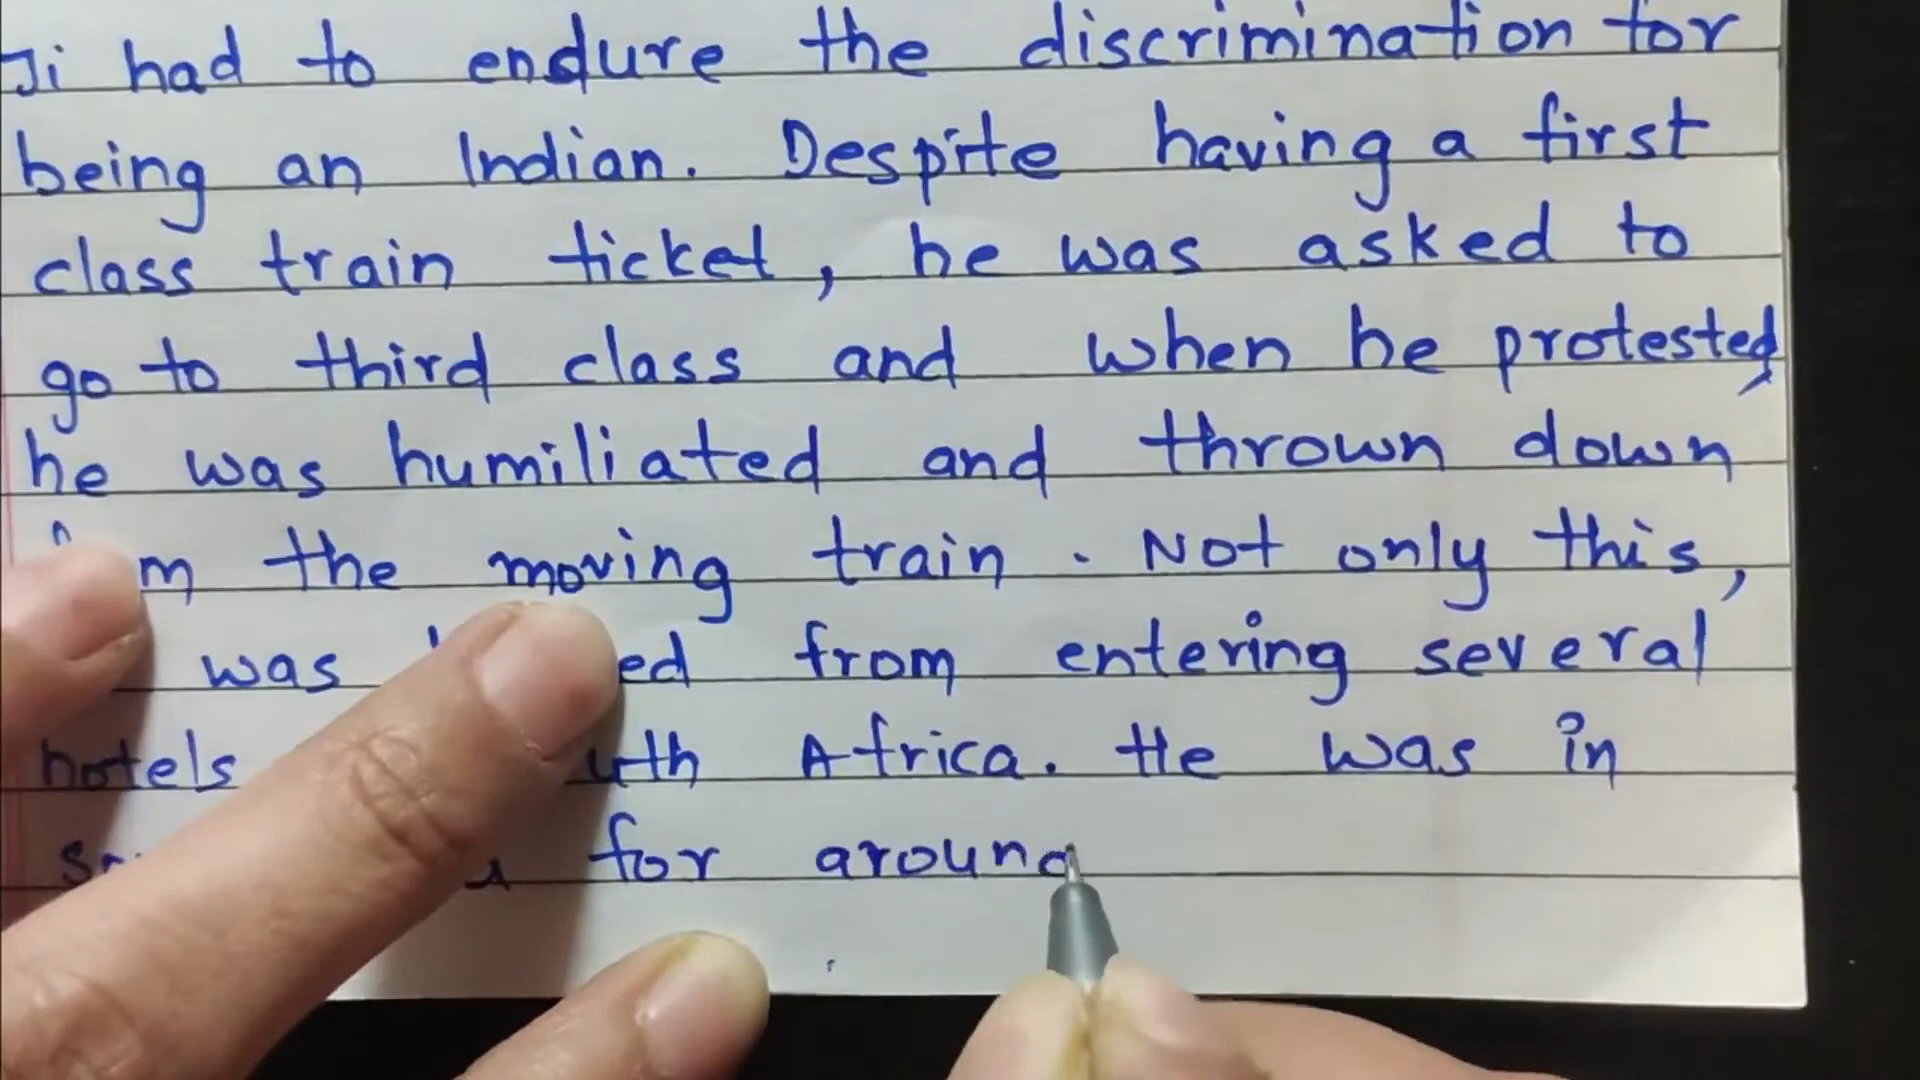 Ji had to endure the discrimination for
being an Indian. Despite having a first
class train ticket, he was asked to
go to third class and when he protested,
he was humiliated and thrown down
the moving train. Not only this,
was from entering several
hotels Africa. He was in
for around